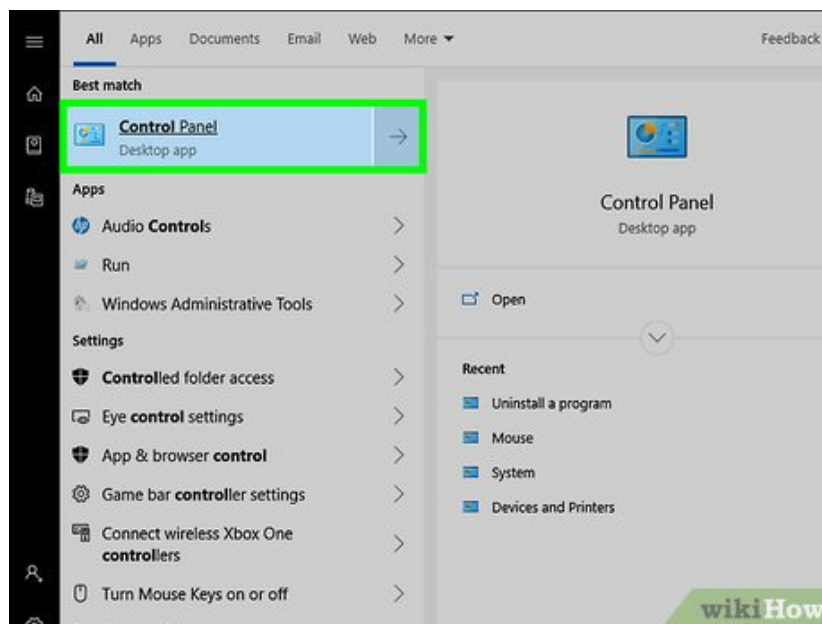 All Apps Documents Email Web More Feedback
Best match
Control Panel
Desktop app
Apps
Audio Controls
Run
Windows Administrative Tools
Settings
Controlled folder access
Eye control settings
App & browser control
Game bar controller settings
Connect wireless Xbox One
controllers
Turn Mouse Keys on or off
Control Panel
Desktop app
Open
Recent
Uninstall a program
Mouse
System
Devices and Printers
wikiHow